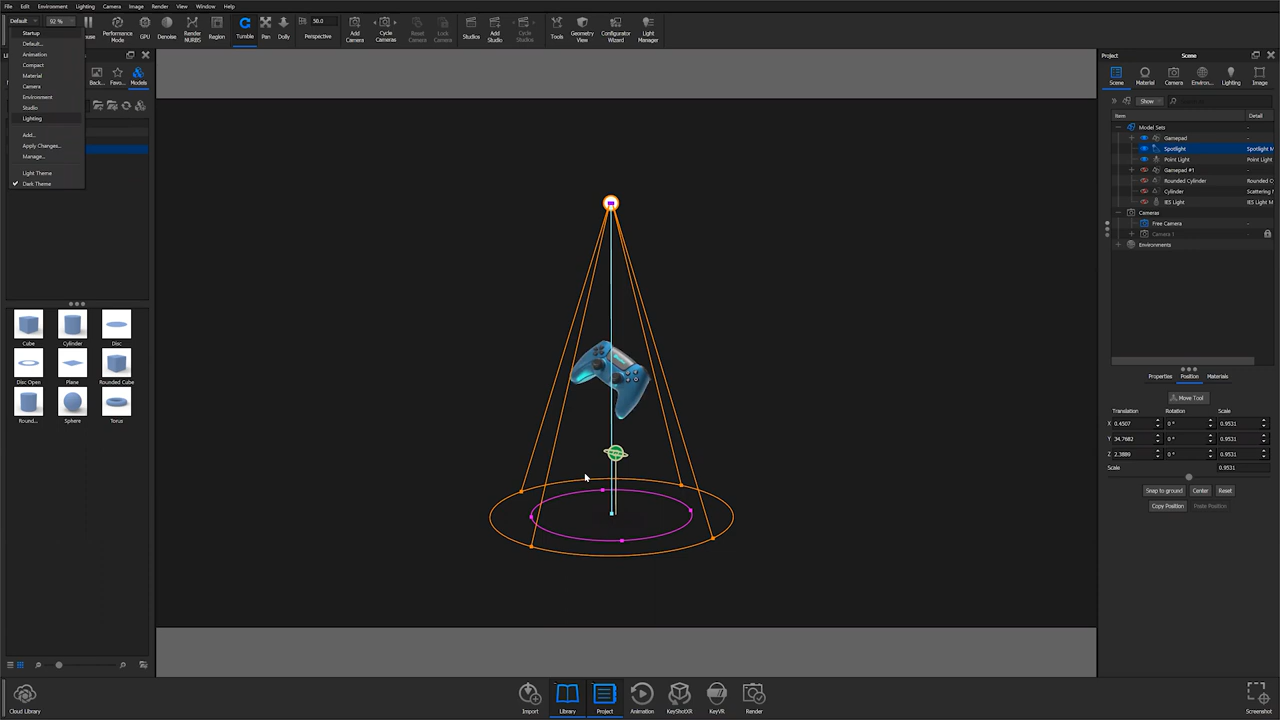 File Edit Environment Lighting Camera Image Render View Window Help
Default 92 % 50.0
Performance Mode GPU Denoise Render NURBS Region Tumble Pan Dolly Perspective Add Camera Cycle Cameras Reset Camera Lock Camera Studios Add Studio Cycle Studios Tools Geometry View Configurator Wizard Light Manager
Startup
Default...
Animation
Compact
Material
Camera
Environment
Studio
Lighting
Add...
Apply Changes...
Manage...
Light Theme
Dark Theme
Back... Favo... Models
Cube Cylinder Disc
Disc Open Plane Rounded Cube
Round... Sphere Torus
Project Scene
Scene Material Camera Environ... Lighting Image
Show
Item Detail
Model Sets -
Gamepad -
Spotlight Spotlight M
Point Light Point Light
Gamepad #1 -
Rounded Cylinder Rounded Cy
Cylinder Scattering M
IES Light IES Light M
Cameras
Free Camera -
Camera 1 -
Environments
Properties Position Materials
Move Tool
Translation Rotation Scale
X 0.4507 0 ° 0.9531
Y 34.7682 0 ° 0.9531
Z 2.3889 0 ° 0.9531
Scale 0.9531
Snap to ground Center Reset
Copy Position Paste Position
Cloud Library Import Library Project Animation KeyShotXR KeyVR Render Screenshot